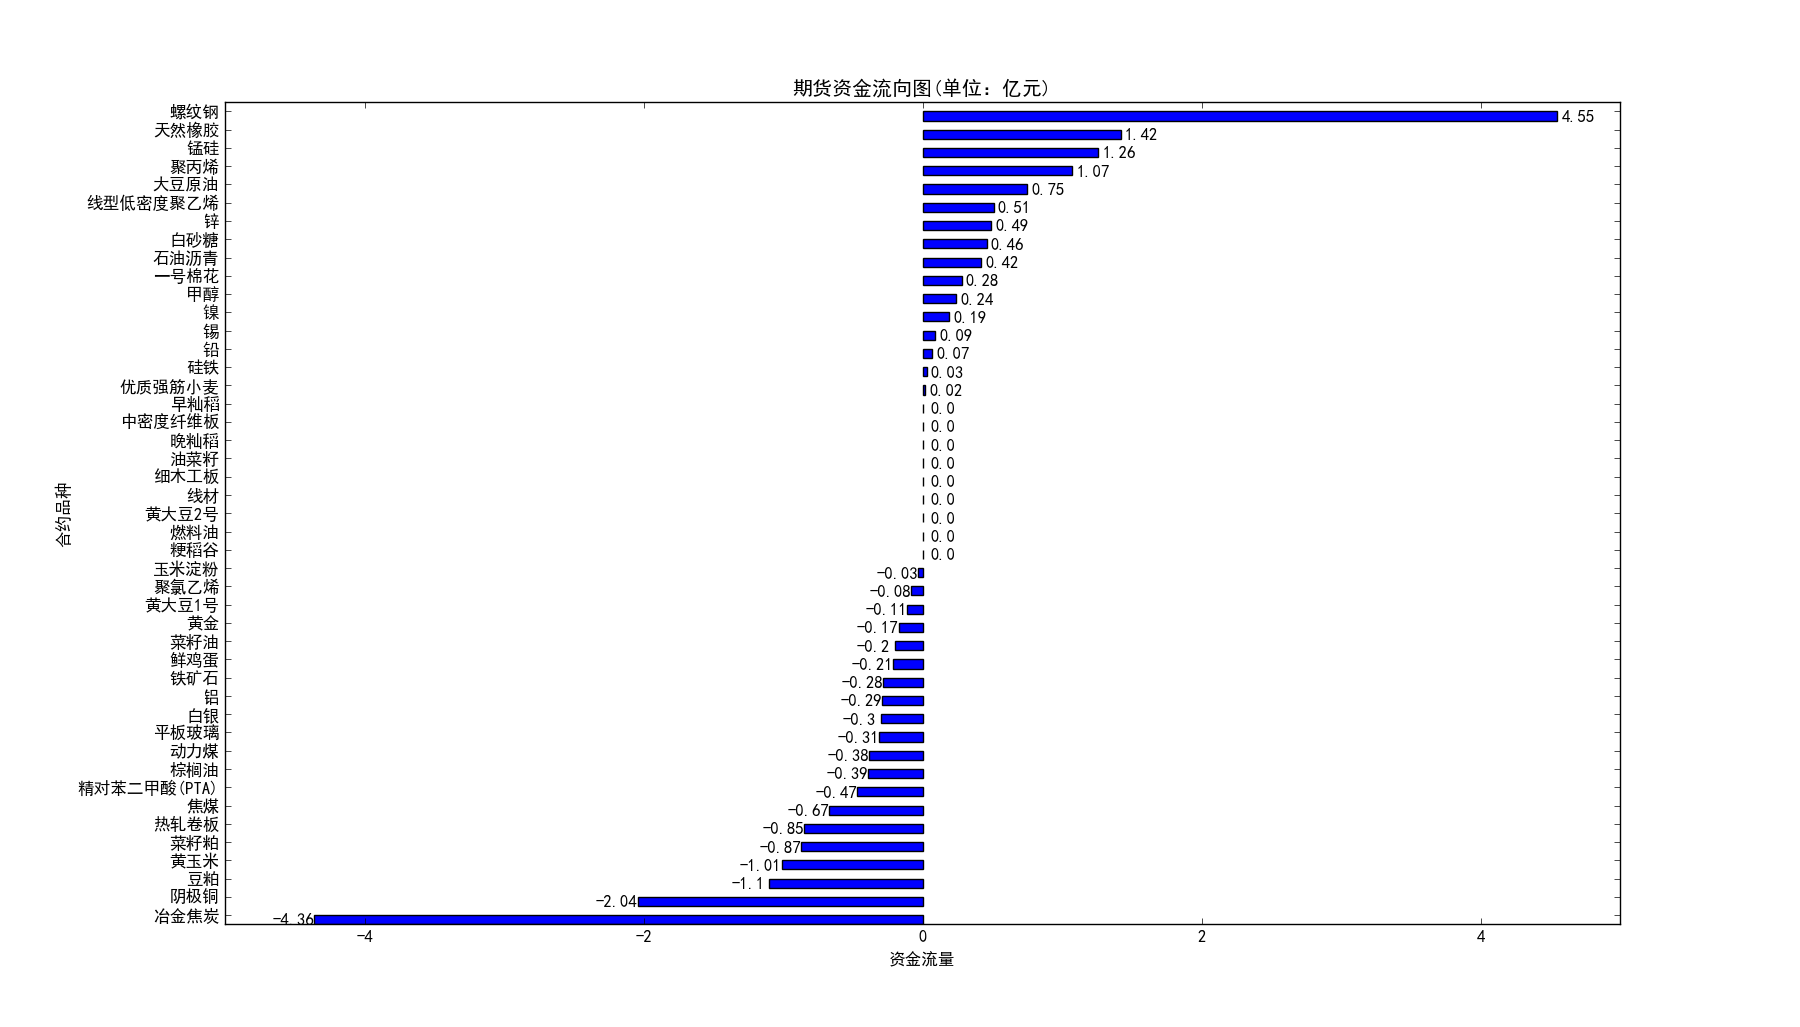 期货资金流向图(单位：亿元)
螺纹钢 4.55
天然橡胶 1.42
锰硅 1.26
聚丙烯 1.07
大豆原油 0.75
线型低密度聚乙烯 0.51
锌 0.49
白砂糖 0.46
石油沥青 0.42
一号棉花 0.28
甲醇 0.24
镍 0.19
锡 0.09
铅 0.07
硅铁 0.03
优质强筋小麦 0.02
早籼稻 0.0
中密度纤维板 0.0
晚籼稻 0.0
油菜籽 0.0
细木工板 0.0
线材 0.0
黄大豆2号 0.0
燃料油 0.0
粳稻谷 0.0
玉米淀粉 -0.03
聚氯乙烯 -0.08
黄大豆1号 -0.11
黄金 -0.17
菜籽油 -0.2
鲜鸡蛋 -0.21
铁矿石 -0.28
铝 -0.29
白银 -0.3
平板玻璃 -0.31
动力煤 -0.38
棕榈油 -0.39
精对苯二甲酸(PTA) -0.47
焦煤 -0.67
热轧卷板 -0.85
菜籽粕 -0.87
黄玉米 -1.01
豆粕 -1.1
阴极铜 -2.04
冶金焦炭 -4.36
合约品种
-4 -2 0 2 4
资金流量